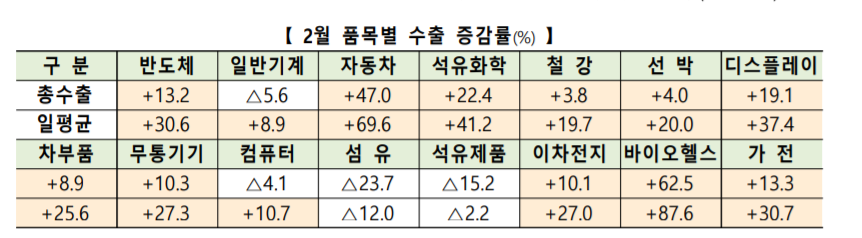 【 2월 품목별 수출 증감률(%) 】
구 분 반도체 일반기계 자동차 석유화학 철 강 선 박 디스플레이
총수출 +13.2 △5.6 +47.0 +22.4 +3.8 +4.0 +19.1
일평균 +30.6 +8.9 +69.6 +41.2 +19.7 +20.0 +37.4
차부품 무통기기 컴퓨터 섬 유 석유제품 이차전지 바이오헬스 가 전
+8.9 +10.3 △4.1 △23.7 △15.2 +10.1 +62.5 +13.3
+25.6 +27.3 +10.7 △12.0 △2.2 +27.0 +87.6 +30.7